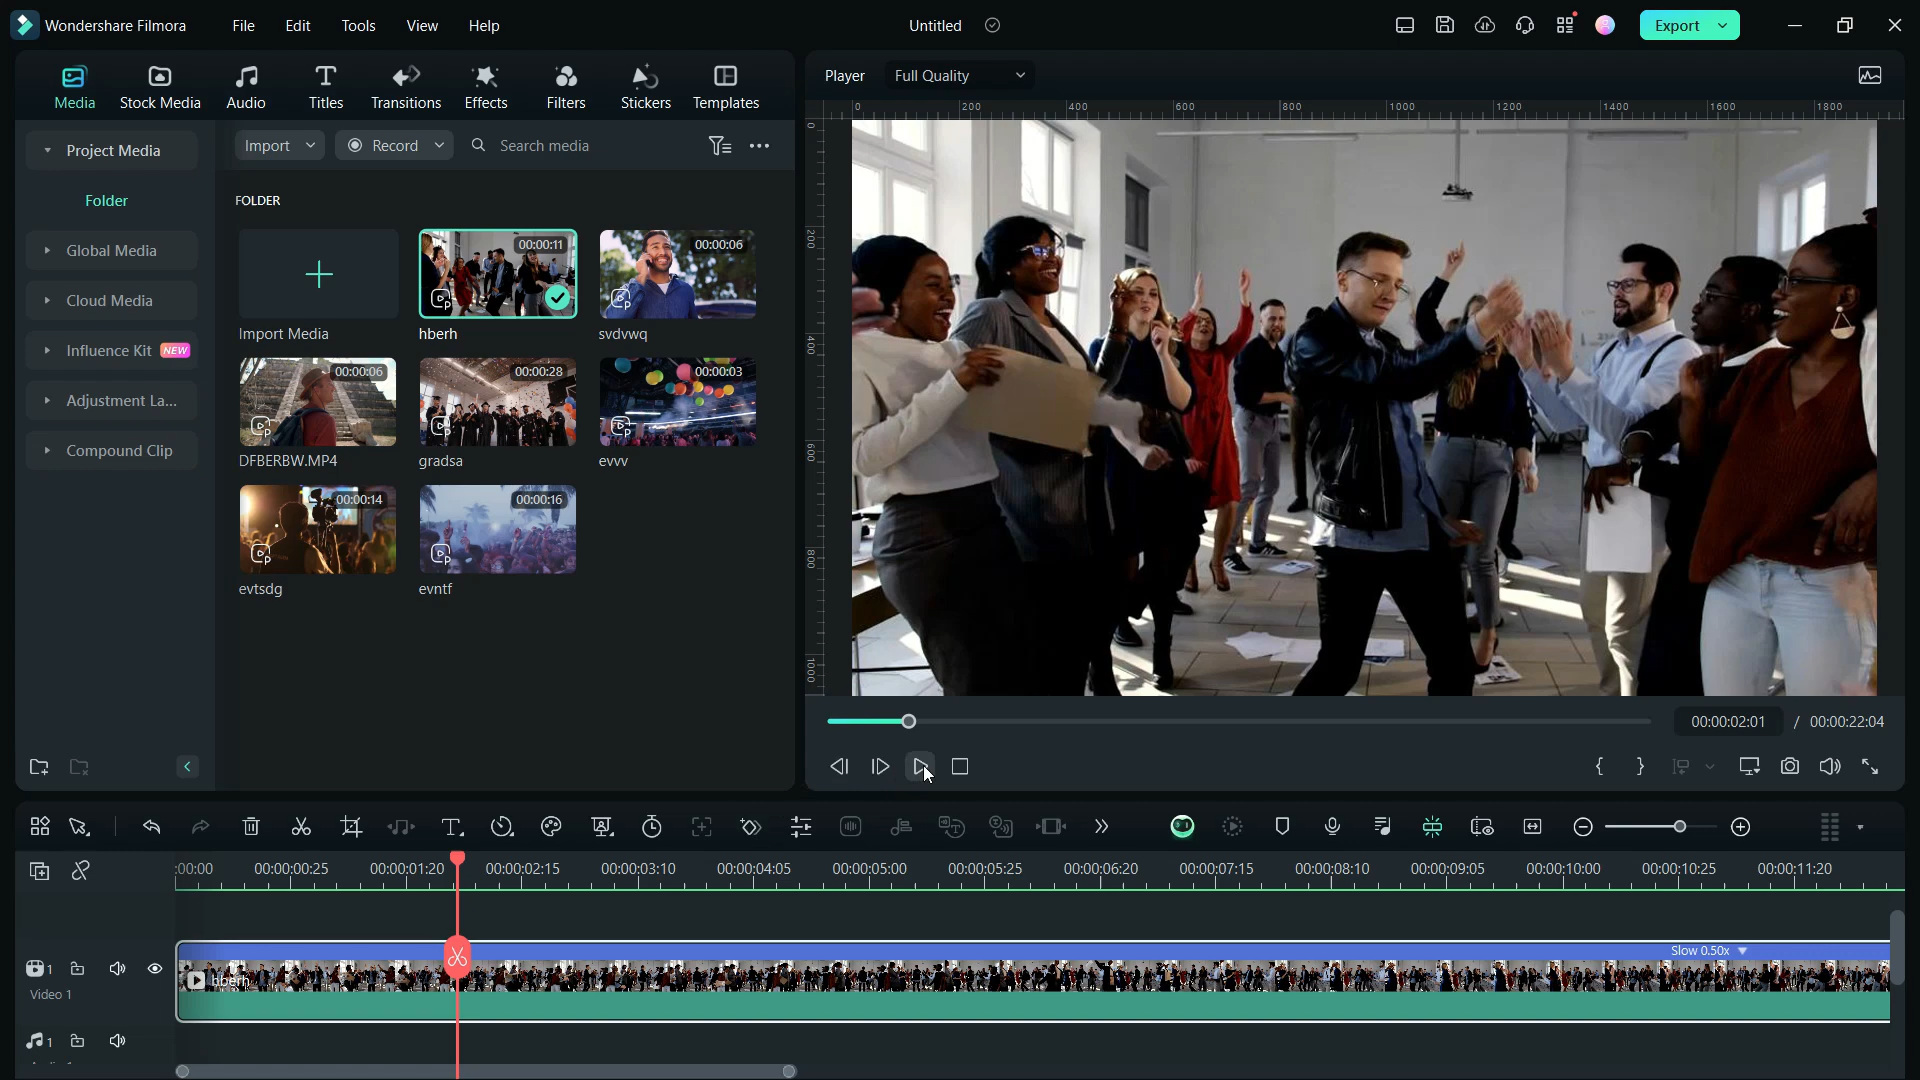 Wondershare Filmora File Edit Tools View Help Untitled Export
Media Stock Media Audio Titles Transitions Effects Filters Stickers Templates
Player Full Quality
0 200 400 600 800 1000 1200 1400 1600 1800
0
200
400
600
800
1000
Project Media
Folder
Global Media
Cloud Media
Influence Kit NEW
Adjustment La...
Compound Clip
Import Record Search media
FOLDER
Import Media
00:00:11
hberh
00:00:06
svdvwq
00:00:06
DFBERBW.MP4
00:00:28
gradsa
00:00:03
evvv
00:00:14
evtsdg
00:00:16
evntf
00:00:02:01 / 00:00:22:04
:00:00 00:00:00:25 00:00:01:20 00:00:02:15 00:00:03:10 00:00:04:05 00:00:05:00 00:00:05:25 00:00:06:20 00:00:07:15 00:00:08:10 00:00:09:05 00:00:10:00 00:00:10:25 00:00:11:20
Slow 0.50x
1
hberh
Video 1
1